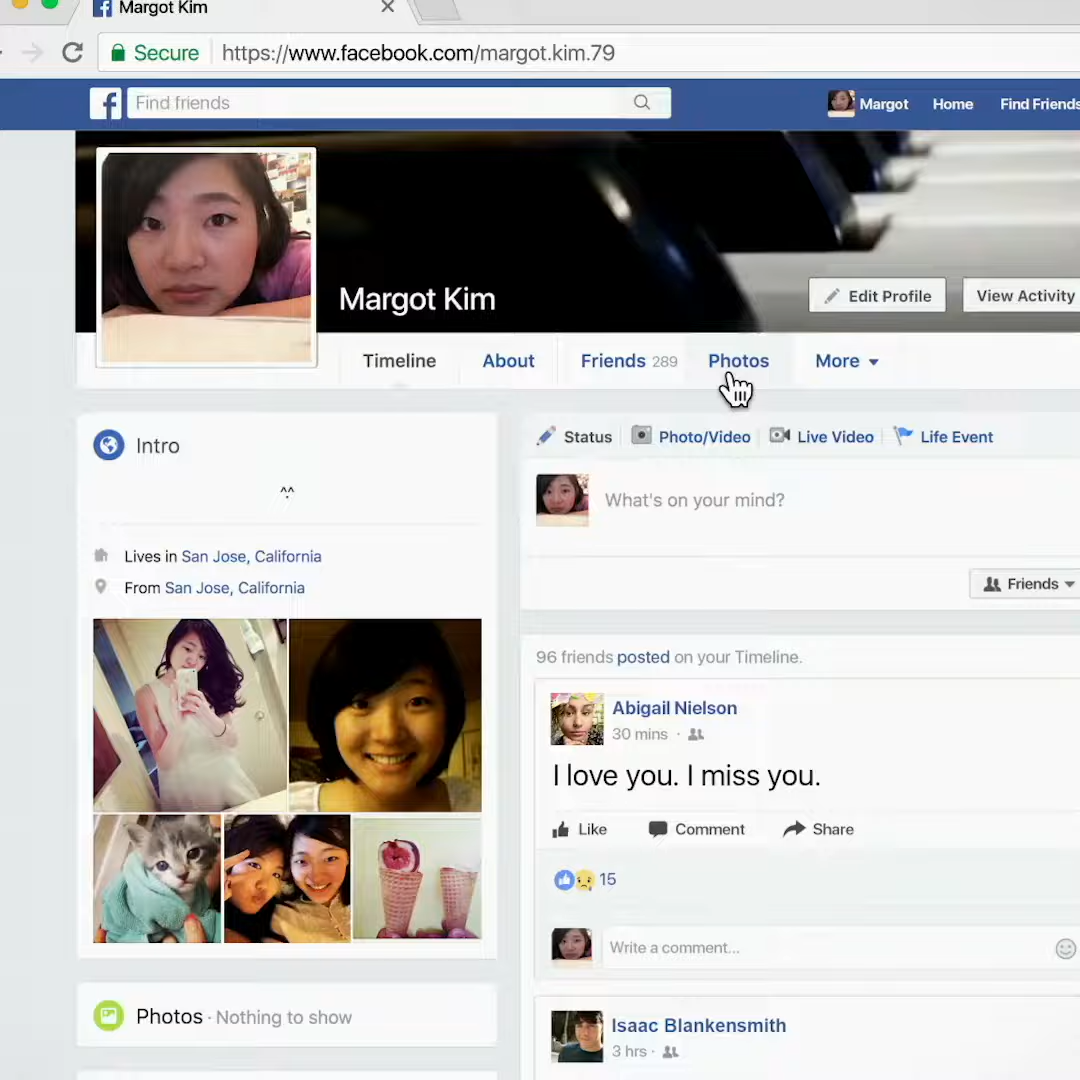 Margot Kim
Secure https://www.facebook.com/margot.kim.79
f Find friends Margot Home Find Friends
Margot Kim
Edit Profile View Activity
Timeline About Friends 289 Photos More
Intro
Status Photo/Video Live Video Life Event
^.^
What's on your mind?
Lives in San Jose, California
From San Jose, California
Friends
96 friends posted on your Timeline.
Abigail Nielson
30 mins ·
I love you. I miss you.
Like Comment Share
15
Write a comment...
Photos · Nothing to show
Isaac Blankensmith
3 hrs ·